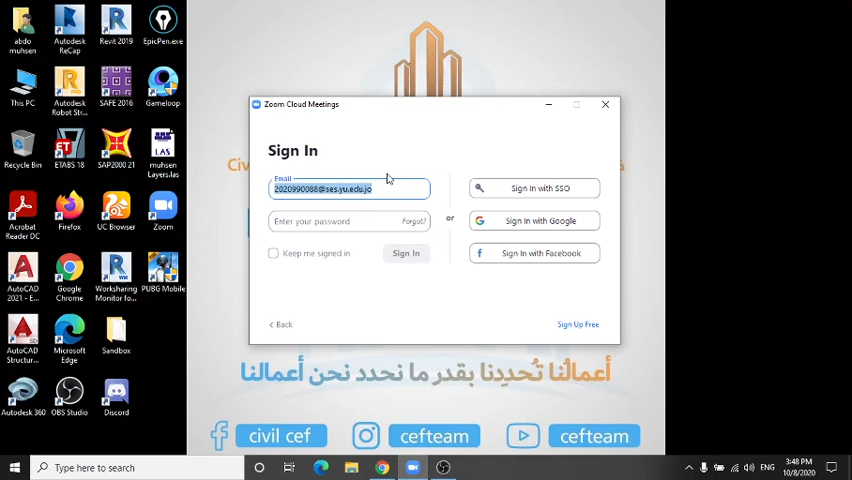 abdo
muhsen
Autodesk
ReCap
Revit 2019
EpicPen.exe
This PC
Autodesk
Robot Str...
SAFE 2016
Gameloop
Recycle Bin
ETABS 18
SAP2000 21
muhsen
Layers.las
Acrobat
Reader DC
Firefox
UC Browser
Zoom
AutoCAD
2021 - E...
Google
Chrome
Worksharing
Monitor fo...
PUBG Mobile
AutoCAD
Structur...
Microsoft
Edge
Sandbox
Autodesk 360
OBS Studio
Discord
Zoom Cloud Meetings
Sign In
Email
2020990088@ses.yu.edu.jo
Enter your password
Forgot?
Keep me signed in
Sign In
or
Sign In with SSO
Sign In with Google
Sign In with Facebook
Back
Sign Up Free
أعمالُنا تُحدِدِنا بقدر ما نحدد نحن أعمالنا
civil cef
cefteam
cefteam
Type here to search
ENG
3:48 PM
10/8/2020